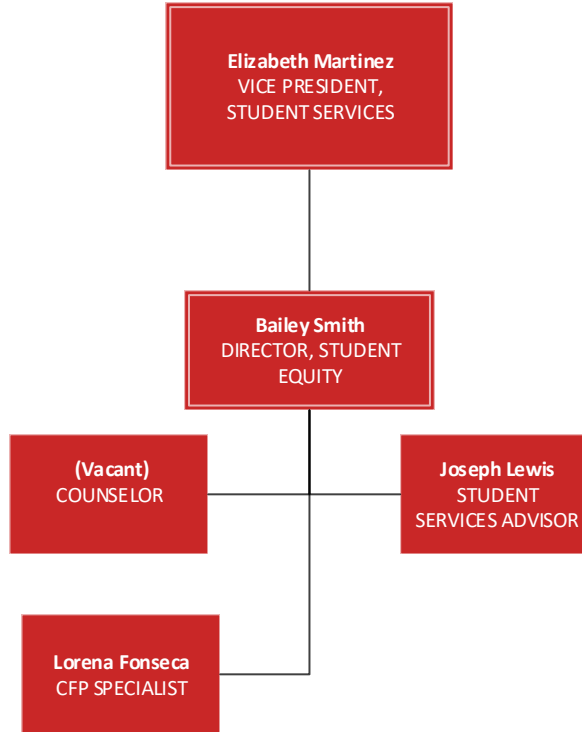 Elizabeth Martinez
VICE PRESIDENT,
STUDENT SERVICES
Bailey Smith
DIRECTOR, STUDENT
EQUITY
(Vacant)
COUNSELOR
Joseph Lewis
STUDENT
SERVICES ADVISOR
Lorena Fonseca
CFP SPECIALIST